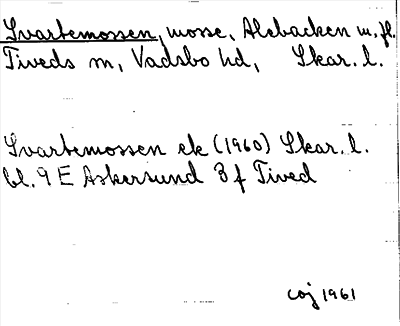 Svartemossen, mosse, Alebacken m. fl.
Tiveds sn, Vadsbo hd, Skar. l.
Svartemossen ek (1960) Skar. l.
bl. 9 E Askersund 3 f Tived
coj 1961